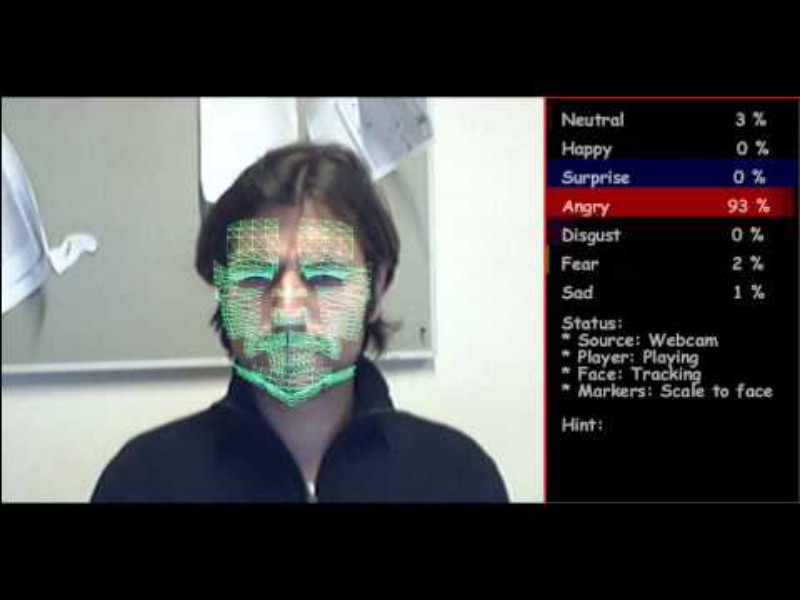 Neutral 3 %
Happy 0 %
Surprise 0 %
Angry 93 %
Disgust 0 %
Fear 2 %
Sad 1 %
Status:
* Source: Webcam
* Player: Playing
* Face: Tracking
* Markers: Scale to face
Hint: